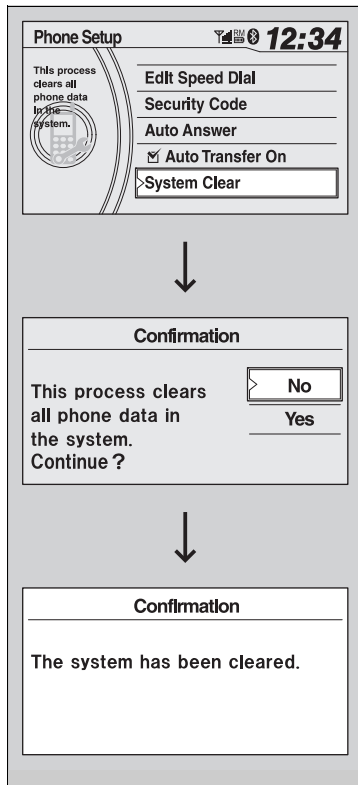 Phone Setup
RM
12:34
This process
clears all
phone data
in the
system.
Edit Speed Dial
Security Code
Auto Answer
Auto Transfer On
System Clear
Confirmation
This process clears
all phone data in
the system.
Continue ?
No
Yes
Confirmation
The system has been cleared.